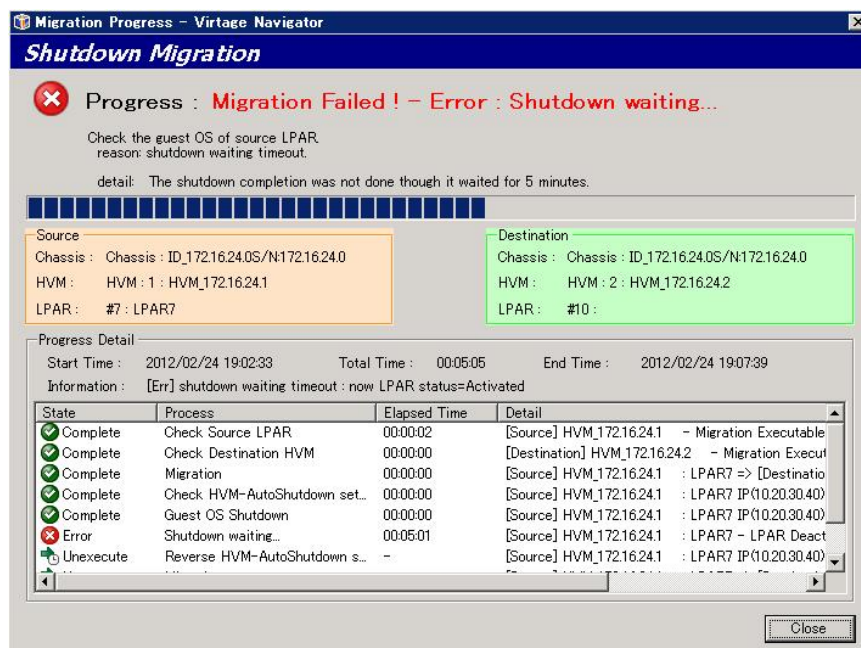 Migration Progress - Virtage Navigator
Shutdown Migration
Progress : Migration Failed ! - Error : Shutdown waiting...
Check the guest OS of source LPAR.
reason: shutdown waiting timeout.
detail: The shutdown completion was not done though it waited for 5 minutes.
Source
Chassis : Chassis : ID_172.16.24.0S/N:172.16.24.0
HVM : HVM : 1 : HVM_172.16.24.1
LPAR : #7 : LPAR7
Destination
Chassis : Chassis : ID_172.16.24.0S/N:172.16.24.0
HVM : HVM : 2 : HVM_172.16.24.2
LPAR : #10 :
Progress Detail
Start Time : 2012/02/24 19:02:33 Total Time : 00:05:05 End Time : 2012/02/24 19:07:39
Information : [Err] shutdown waiting timeout : now LPAR status=Activated
State Process Elapsed Time Detail
Complete Check Source LPAR 00:00:02 [Source] HVM_172.16.24.1 - Migration Executable
Complete Check Destination HVM 00:00:00 [Destination] HVM_172.16.24.2 - Migration Execut
Complete Migration 00:00:00 [Source] HVM_172.16.24.1 : LPAR7 => [Destinatio
Complete Check HVM-AutoShutdown set... 00:00:00 [Source] HVM_172.16.24.1 : LPAR7 IP(10.20.30.40)
Complete Guest OS Shutdown 00:00:00 [Source] HVM_172.16.24.1 : LPAR7 IP(10.20.30.40)
Error Shutdown waiting... 00:05:01 [Source] HVM_172.16.24.1 : LPAR7 - LPAR Deact
Unexecute Reverse HVM-AutoShutdown s... - [Source] HVM_172.16.24.1 : LPAR7 IP(10.20.30.40)
Close